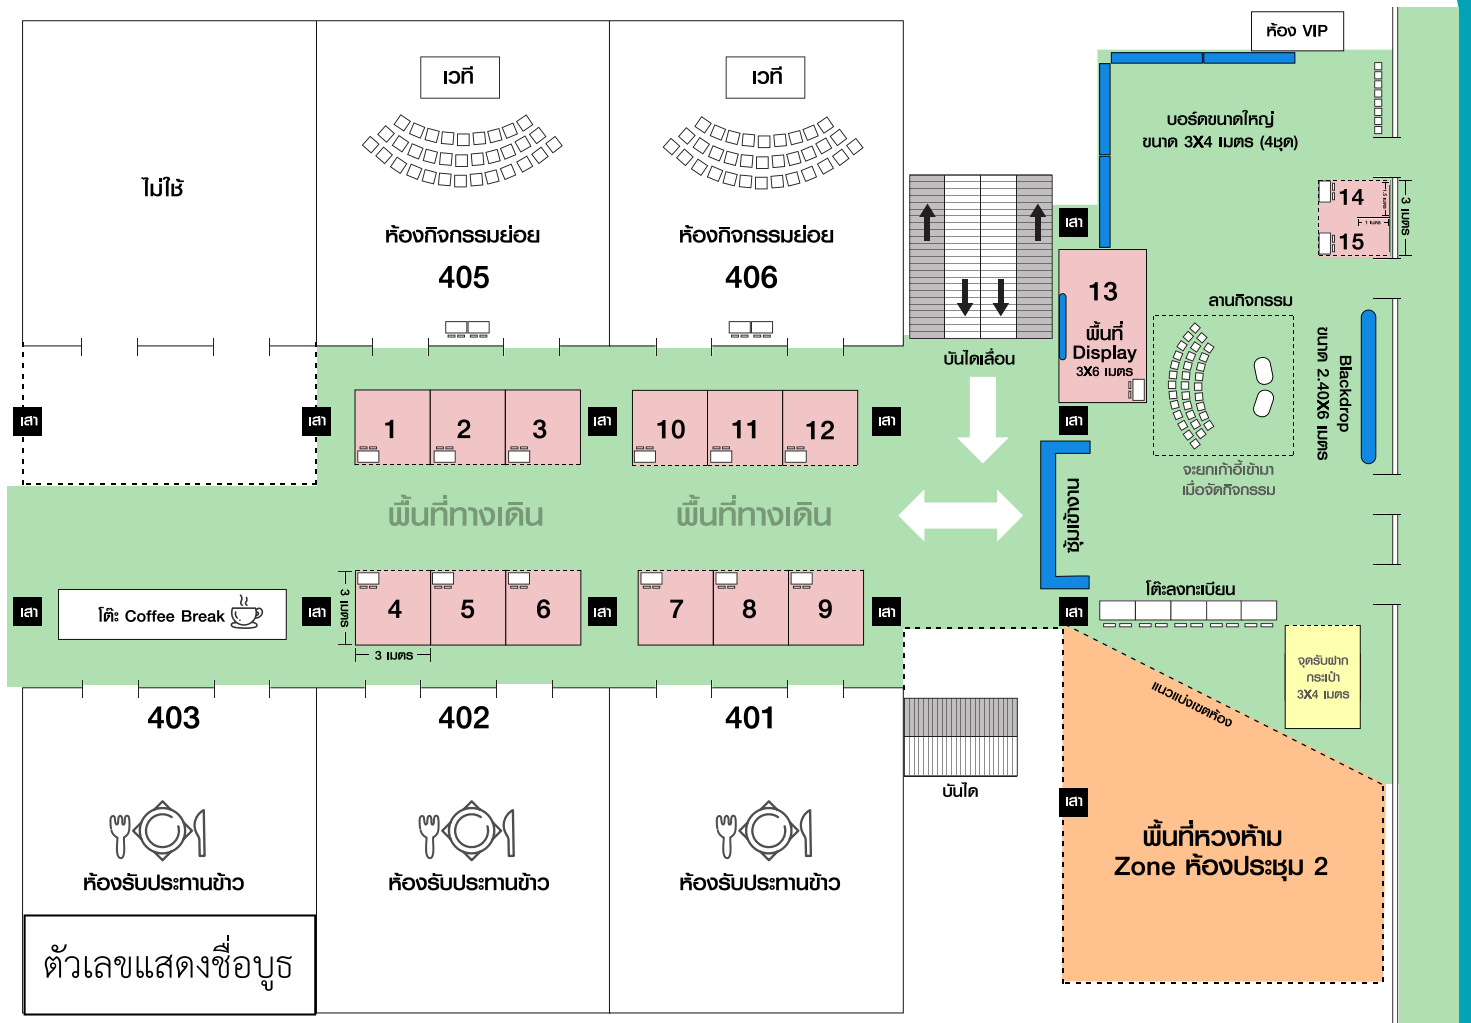 ห้อง VIP
เวที
เวที
บอร์ดขนาดใหญ่
ขนาด 3X4 เมตร (4ชุด)
ไม่ใช้
14
1.5 เมตร
3 เมตร
1 เมตร
15
เสา
ห้องกิจกรรมย่อย
405
ห้องกิจกรรมย่อย
406
13
พื้นที่
Display
3X6 เมตร
ลานกิจกรรม
บันไดเลื่อน
Blackdrop
ขนาด 2.40X6 เมตร
เสา
เสา
1
2
3
เสา
10
11
12
เสา
เสา
จะยกเก้าอี้เข้ามา
เมื่อจัดกิจกรรม
พื้นที่ทางเดิน
พื้นที่ทางเดิน
ซุ้มเกียรติยศ
โต๊ะลงทะเบียน
เสา
โต๊ะ Coffee Break
เสา
3 เมตร
4
5
6
เสา
7
8
9
เสา
เสา
3 เมตร
จุดรับฝาก
กระเป๋า
3X4 เมตร
แนวแบ่งเขตห้อง
403
402
401
บันได
เสา
พื้นที่หวงห้าม
Zone ห้องประชุม 2
ห้องรับประทานข้าว
ห้องรับประทานข้าว
ห้องรับประทานข้าว
ตัวเลขแสดงชื่อบูธ